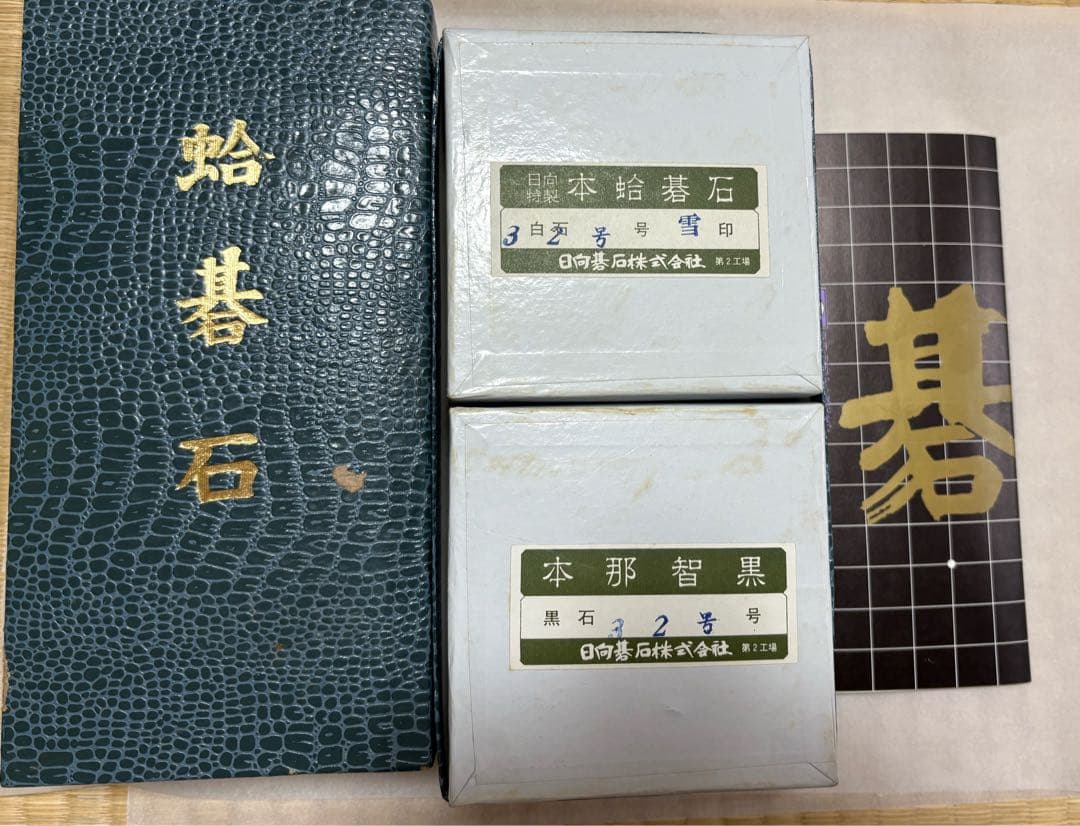 蛤碁石
日向特製 本蛤碁石
白石 32号 号 雪印
日向碁石株式会社 第2工場
本那智黒
黒石 32号 号
日向碁石株式会社 第2工場
碁